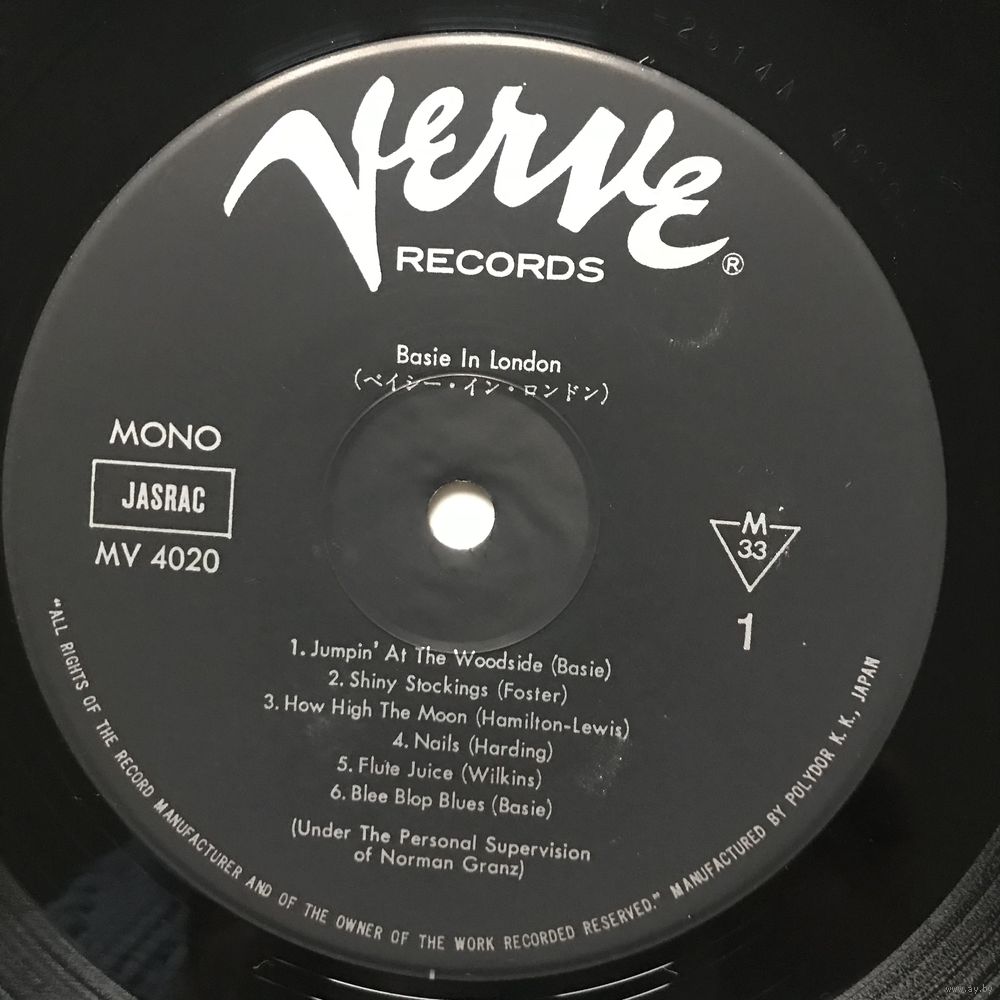 Verve
RECORDS ®
Basie In London
(ベイシー・イン・ロンドン)
MONO
JASRAC
MV 4020
M
33
1
1. Jumpin' At The Woodside (Basie)
2. Shiny Stockings (Foster)
3. How High The Moon (Hamilton-Lewis)
4. Nails (Harding)
5. Flute Juice (Wilkins)
6. Blee Blop Blues (Basie)
(Under The Personal Supervision
of Norman Granz)
"ALL RIGHTS OF THE RECORD MANUFACTURER AND OF THE OWNER OF THE WORK RECORDED RESERVED." MANUFACTURED BY POLYDOR K. K., JAPAN
www.ay.by